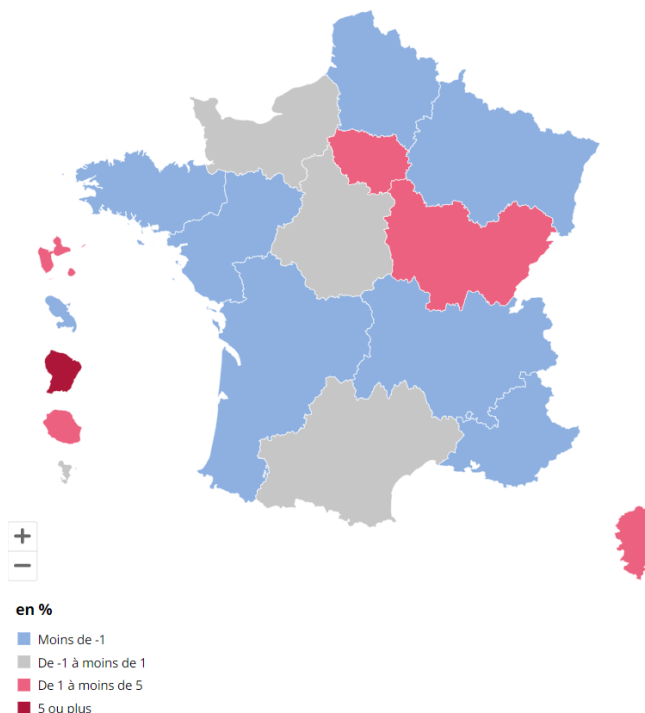 +
−
en %
Moins de -1
De -1 à moins de 1
De 1 à moins de 5
5 ou plus